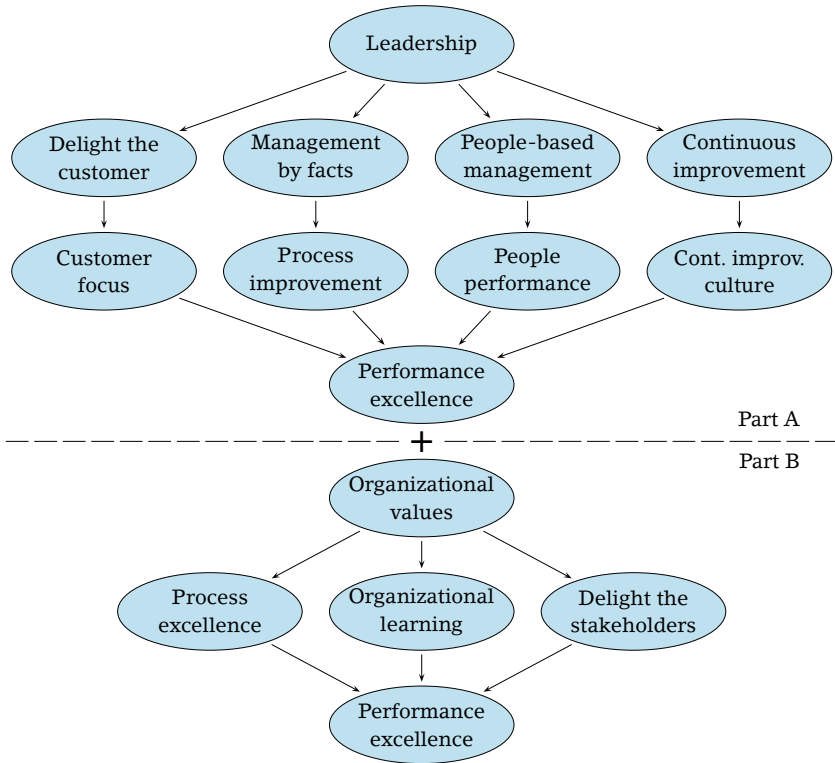 Leadership
Delight the
customer
Management
by facts
People-based
management
Continuous
improvement
Customer
focus
Process
improvement
People
performance
Cont. improv.
culture
Performance
excellence
Part A
+
Part B
Organizational
values
Process
excellence
Organizational
learning
Delight the
stakeholders
Performance
excellence